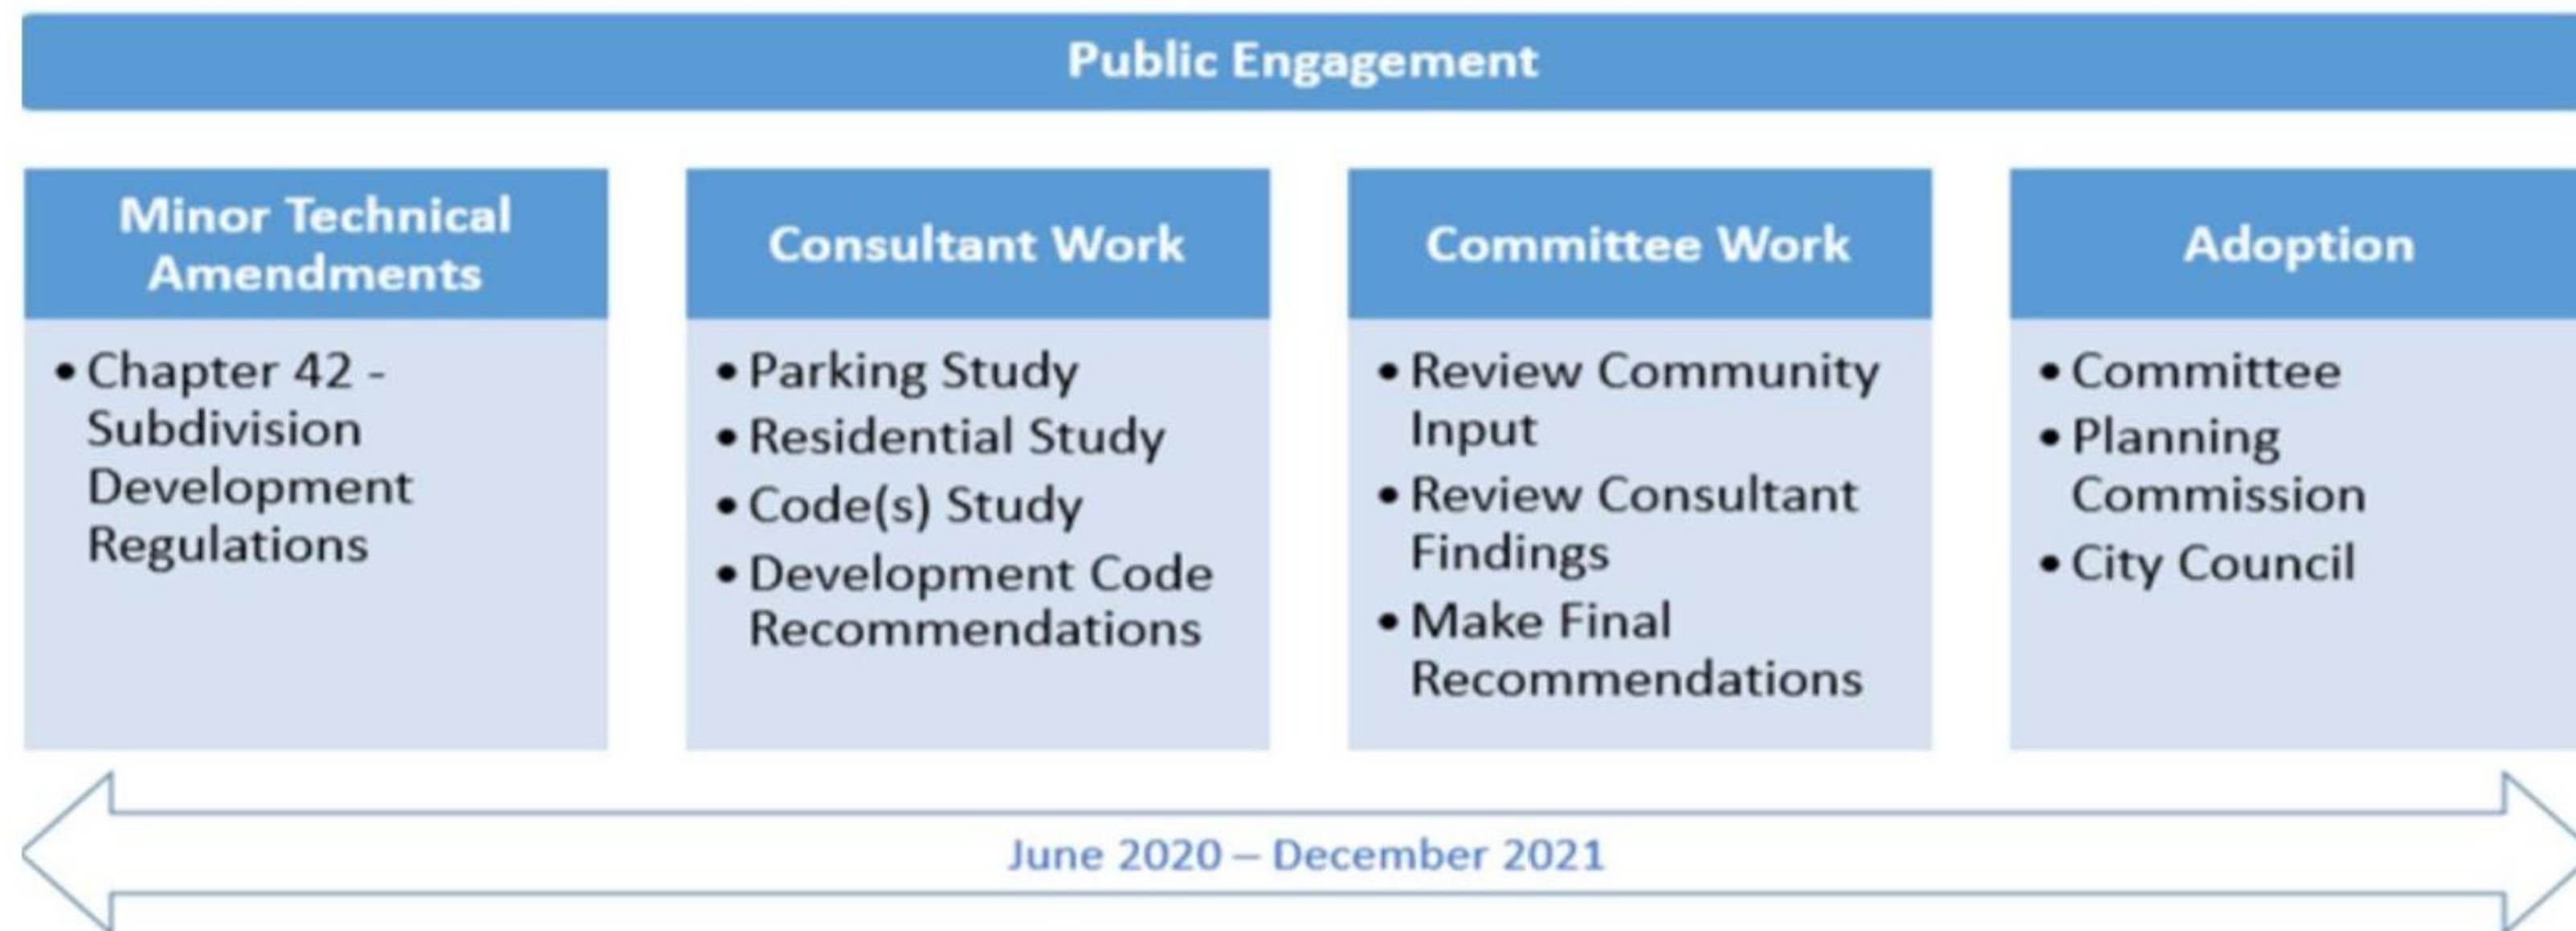 Public Engagement
Minor Technical
Amendments
• Chapter 42 -
Subdivision
Development
Regulations
Consultant Work
• Parking Study
• Residential Study
• Code(s) Study
• Development Code
Recommendations
Committee Work
• Review Community
Input
• Review Consultant
Findings
• Make Final
Recommendations
Adoption
• Committee
• Planning
Commission
• City Council
June 2020 – December 2021